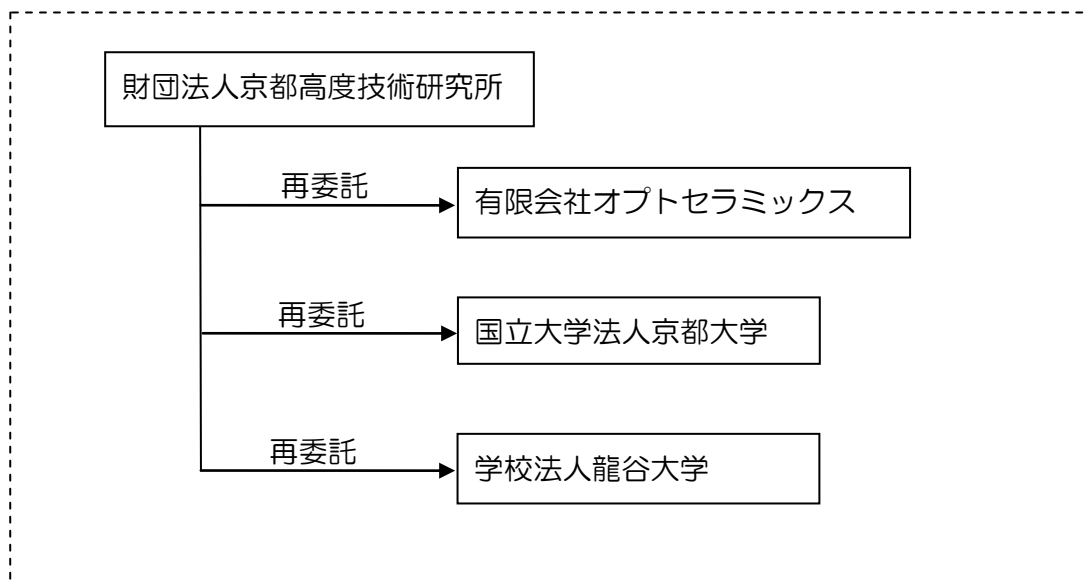 財団法人京都高度技術研究所
再委託
有限会社オプトセラミックス
再委託
国立大学法人京都大学
再委託
学校法人龍谷大学